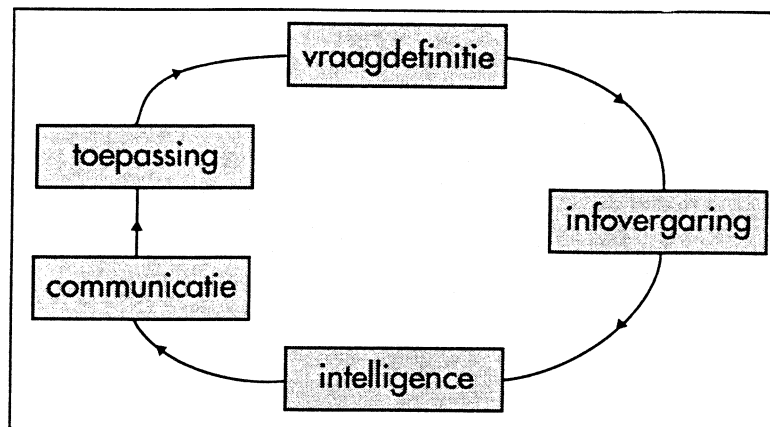 vraagdefinitie
toepassing
infovergaring
communicatie
intelligence